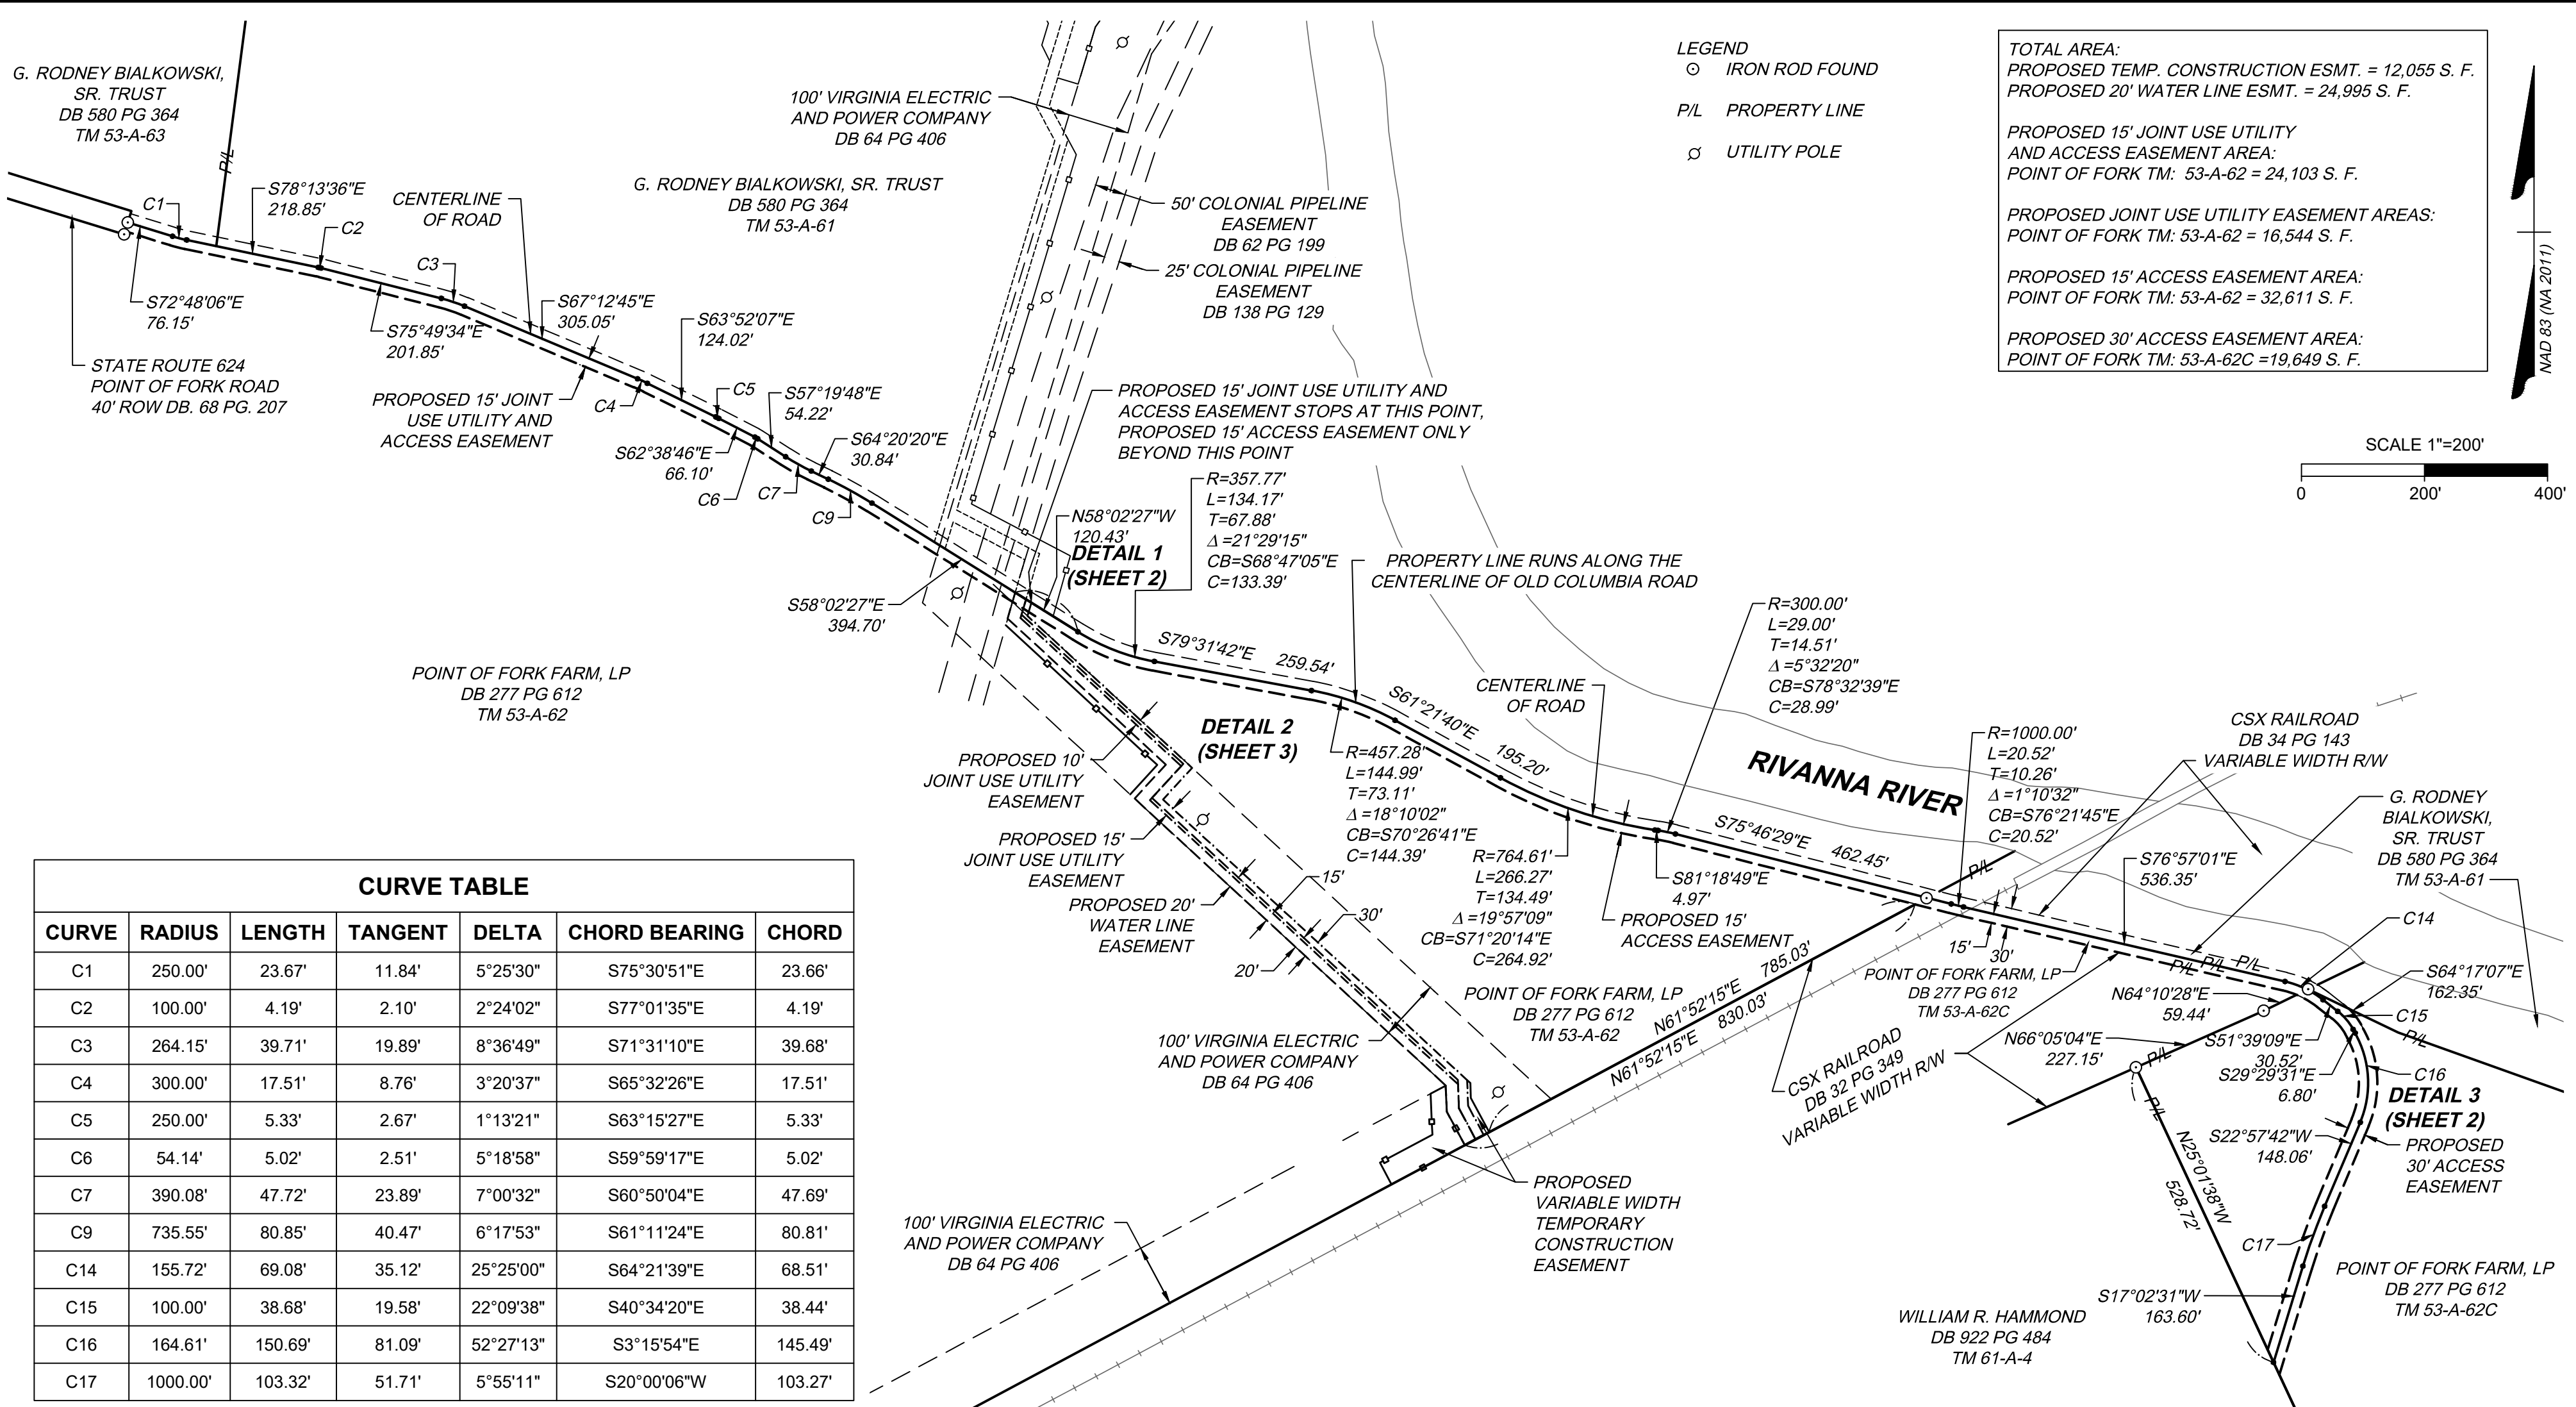 G. RODNEY BIALKOWSKI,
SR. TRUST
DB 580 PG 364
TM 53-A-63
P/L
C1
S78°13'36"E
218.85'
C2
CENTERLINE
OF ROAD
C3
S72°48'06"E
76.15'
S75°49'34"E
201.85'
STATE ROUTE 624
POINT OF FORK ROAD
40' ROW DB. 68 PG. 207
S67°12'45"E
305.05'
S63°52'07"E
124.02'
PROPOSED 15' JOINT
USE UTILITY AND
ACCESS EASEMENT
C4
C5
S57°19'48"E
54.22'
S62°38'46"E
66.10'
C6
C7
S64°20'20"E
30.84'
C9
G. RODNEY BIALKOWSKI, SR. TRUST
DB 580 PG 364
TM 53-A-61
100' VIRGINIA ELECTRIC
AND POWER COMPANY
DB 64 PG 406
50' COLONIAL PIPELINE
EASEMENT
DB 62 PG 199
25' COLONIAL PIPELINE
EASEMENT
DB 138 PG 129
PROPOSED 15' JOINT USE UTILITY AND
ACCESS EASEMENT STOPS AT THIS POINT,
PROPOSED 15' ACCESS EASEMENT ONLY
BEYOND THIS POINT
LEGEND
IRON ROD FOUND
P/L PROPERTY LINE
UTILITY POLE
TOTAL AREA:
PROPOSED TEMP. CONSTRUCTION ESMT. = 12,055 S. F.
PROPOSED 20' WATER LINE ESMT. = 24,995 S. F.
PROPOSED 15' JOINT USE UTILITY
AND ACCESS EASEMENT AREA:
POINT OF FORK TM: 53-A-62 = 24,103 S. F.
PROPOSED JOINT USE UTILITY EASEMENT AREAS:
POINT OF FORK TM: 53-A-62 = 16,544 S. F.
PROPOSED 15' ACCESS EASEMENT AREA:
POINT OF FORK TM: 53-A-62 = 32,611 S. F.
PROPOSED 30' ACCESS EASEMENT AREA:
POINT OF FORK TM: 53-A-62C =19,649 S. F.
NAD 83 (NA 2011)
SCALE 1"=200'
0 200' 400'
N58°02'27"W
120.43'
DETAIL 1
(SHEET 2)
R=357.77'
L=134.17'
T=67.88'
Δ =21°29'15"
CB=S68°47'05"E
C=133.39'
S58°02'27"E
394.70'
POINT OF FORK FARM, LP
DB 277 PG 612
TM 53-A-62
S79°31'42"E 259.54'
PROPERTY LINE RUNS ALONG THE
CENTERLINE OF OLD COLUMBIA ROAD
DETAIL 2
(SHEET 3)
S61°21'40"E 195.20'
CENTERLINE
OF ROAD
R=300.00'
L=29.00'
T=14.51'
Δ =5°32'20"
CB=S78°32'39"E
C=28.99'
R=457.28'
L=144.99'
T=73.11'
Δ =18°10'02"
CB=S70°26'41"E
C=144.39'
R=764.61'
L=266.27'
T=134.49'
Δ =19°57'09"
CB=S71°20'14"E
C=264.92'
RIVANNA RIVER
R=1000.00'
L=20.52'
T=10.26'
Δ =1°10'32"
CB=S76°21'45"E
C=20.52'
CSX RAILROAD
DB 34 PG 143
VARIABLE WIDTH R/W
G. RODNEY
BIALKOWSKI,
SR. TRUST
DB 580 PG 364
TM 53-A-61
S75°46'29"E 462.45'
P/L
S81°18'49"E
4.97'
PROPOSED 15'
ACCESS EASEMENT
S76°57'01"E
536.35'
C14
15'
30'
P/L P/L P/L
S64°17'07"E
162.35'
POINT OF FORK FARM, LP
DB 277 PG 612
TM 53-A-62C
N64°10'28"E
59.44'
N66°05'04"E
227.15'
C15
P/L
S51°39'09"E
30.52'
S29°29'31"E
6.80'
C16
DETAIL 3
(SHEET 2)
P/L
P/L
S22°57'42"W
148.06'
PROPOSED
30' ACCESS
EASEMENT
N25°01'38"W
528.72'
C17
S17°02'31"W
163.60'
POINT OF FORK FARM, LP
DB 277 PG 612
TM 53-A-62C
WILLIAM R. HAMMOND
DB 922 PG 484
TM 61-A-4
PROPOSED 10'
JOINT USE UTILITY
EASEMENT
PROPOSED 15'
JOINT USE UTILITY
EASEMENT
PROPOSED 20'
WATER LINE
EASEMENT
15'
30'
20'
100' VIRGINIA ELECTRIC
AND POWER COMPANY
DB 64 PG 406
POINT OF FORK FARM, LP
DB 277 PG 612
TM 53-A-62
N61°52'15"E 785.03'
N61°52'15"E 830.03'
CSX RAILROAD
DB 32 PG 349
VARIABLE WIDTH R/W
PROPOSED
VARIABLE WIDTH
TEMPORARY
CONSTRUCTION
EASEMENT
100' VIRGINIA ELECTRIC
AND POWER COMPANY
DB 64 PG 406
CURVE TABLE
CURVE RADIUS LENGTH TANGENT DELTA CHORD BEARING CHORD
C1 250.00' 23.67' 11.84' 5°25'30" S75°30'51"E 23.66'
C2 100.00' 4.19' 2.10' 2°24'02" S77°01'35"E 4.19'
C3 264.15' 39.71' 19.89' 8°36'49" S71°31'10"E 39.68'
C4 300.00' 17.51' 8.76' 3°20'37" S65°32'26"E 17.51'
C5 250.00' 5.33' 2.67' 1°13'21" S63°15'27"E 5.33'
C6 54.14' 5.02' 2.51' 5°18'58" S59°59'17"E 5.02'
C7 390.08' 47.72' 23.89' 7°00'32" S60°50'04"E 47.69'
C9 735.55' 80.85' 40.47' 6°17'53" S61°11'24"E 80.81'
C14 155.72' 69.08' 35.12' 25°25'00" S64°21'39"E 68.51'
C15 100.00' 38.68' 19.58' 22°09'38" S40°34'20"E 38.44'
C16 164.61' 150.69' 81.09' 52°27'13" S3°15'54"E 145.49'
C17 1000.00' 103.32' 51.71' 5°55'11" S20°00'06"W 103.27'